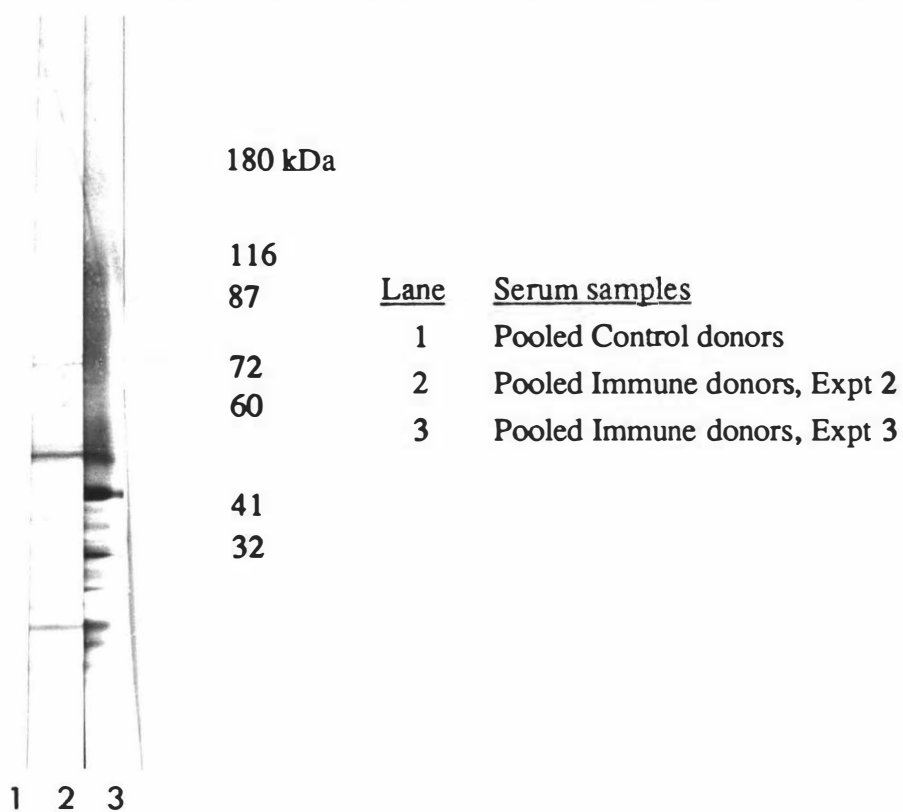 180 kDa
116
87
72
60
41
32
Lane Serum samples
1 Pooled Control donors
2 Pooled Immune donors, Expt 2
3 Pooled Immune donors, Expt 3
1 2 3